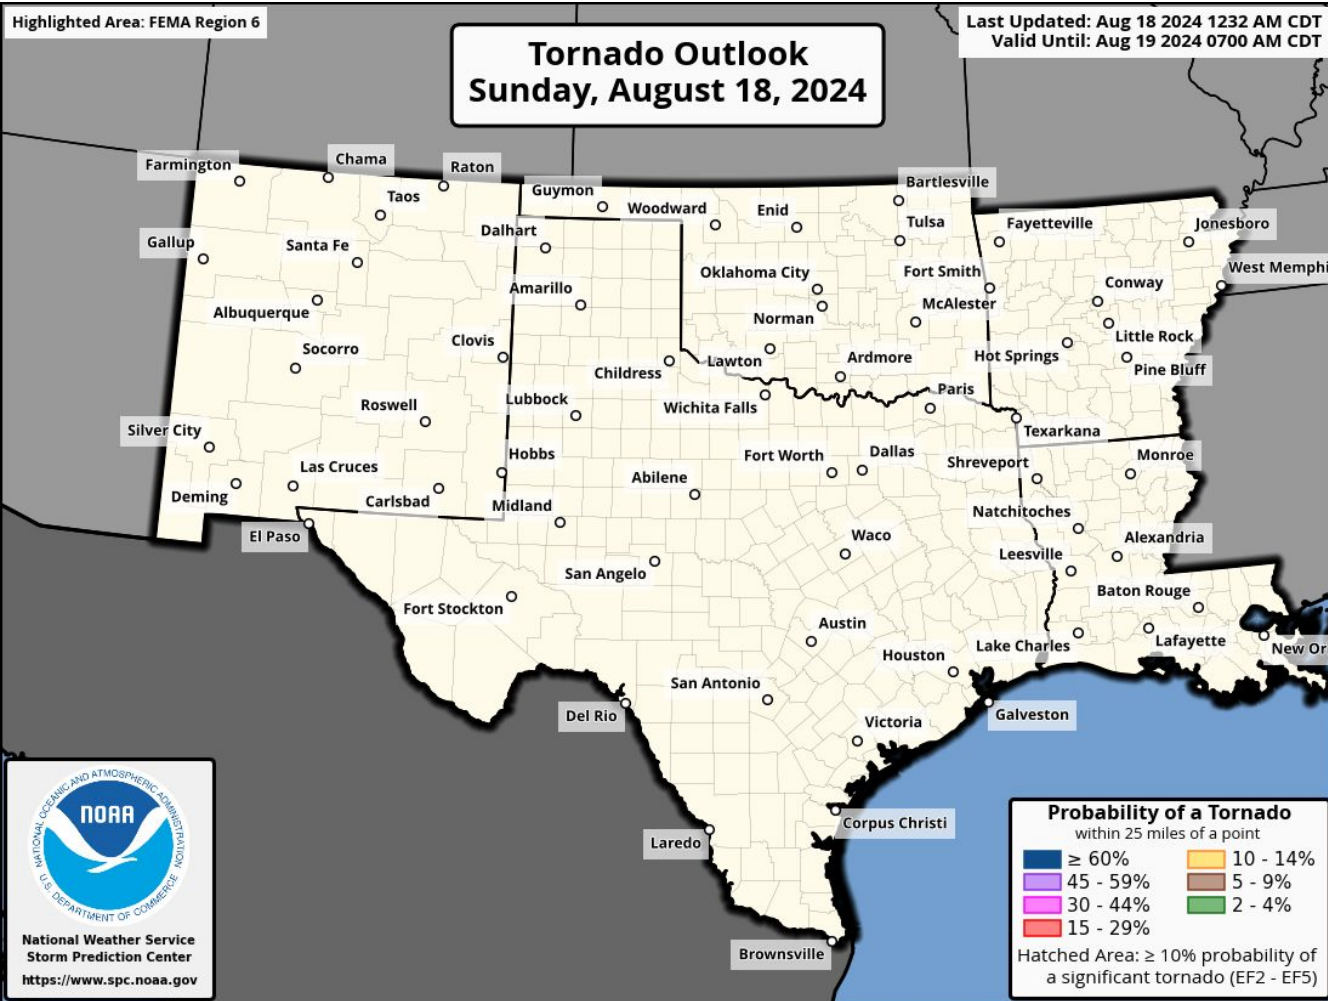 Highlighted Area: FEMA Region 6
Last Updated: Aug 18 2024 1232 AM CDT
Valid Until: Aug 19 2024 0700 AM CDT
Tornado Outlook
Sunday, August 18, 2024
Farmington
Chama
Raton
Taos
Guymon
Woodward
Enid
Bartlesville
Tulsa
Fayetteville
Jonesboro
Gallup
Santa Fe
Dalhart
Oklahoma City
Fort Smith
West Memphi
Amarillo
Conway
Albuquerque
Norman
McAlester
Socorro
Clovis
Childress
Lawton
Ardmore
Hot Springs
Little Rock
Pine Bluff
Roswell
Lubbock
Wichita Falls
Paris
Silver City
Texarkana
Las Cruces
Hobbs
Abilene
Fort Worth
Dallas
Shreveport
Monroe
Deming
Carlsbad
Midland
Natchitoches
El Paso
Waco
Leesville
Alexandria
San Angelo
Fort Stockton
Baton Rouge
Austin
Houston
Lake Charles
Lafayette
New Or
San Antonio
Del Rio
Victoria
Galveston
Corpus Christi
Laredo
Brownsville
NATIONAL OCEANIC AND ATMOSPHERIC ADMINISTRATION
NOAA
U.S. DEPARTMENT OF COMMERCE
National Weather Service
Storm Prediction Center
https://www.spc.noaa.gov
Probability of a Tornado
within 25 miles of a point
≥ 60%
45 - 59%
30 - 44%
15 - 29%
10 - 14%
5 - 9%
2 - 4%
Hatched Area: ≥ 10% probability of
a significant tornado (EF2 - EF5)